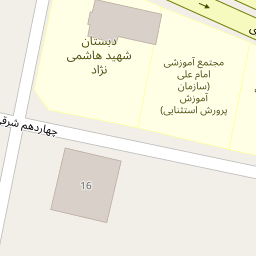 دبستان
شهید هاشمی
نژاد
مجتمع آموزشی
امام علی
(سازمان
آموزش
پرورش استثنایی)
چهاردهم شرقی
16